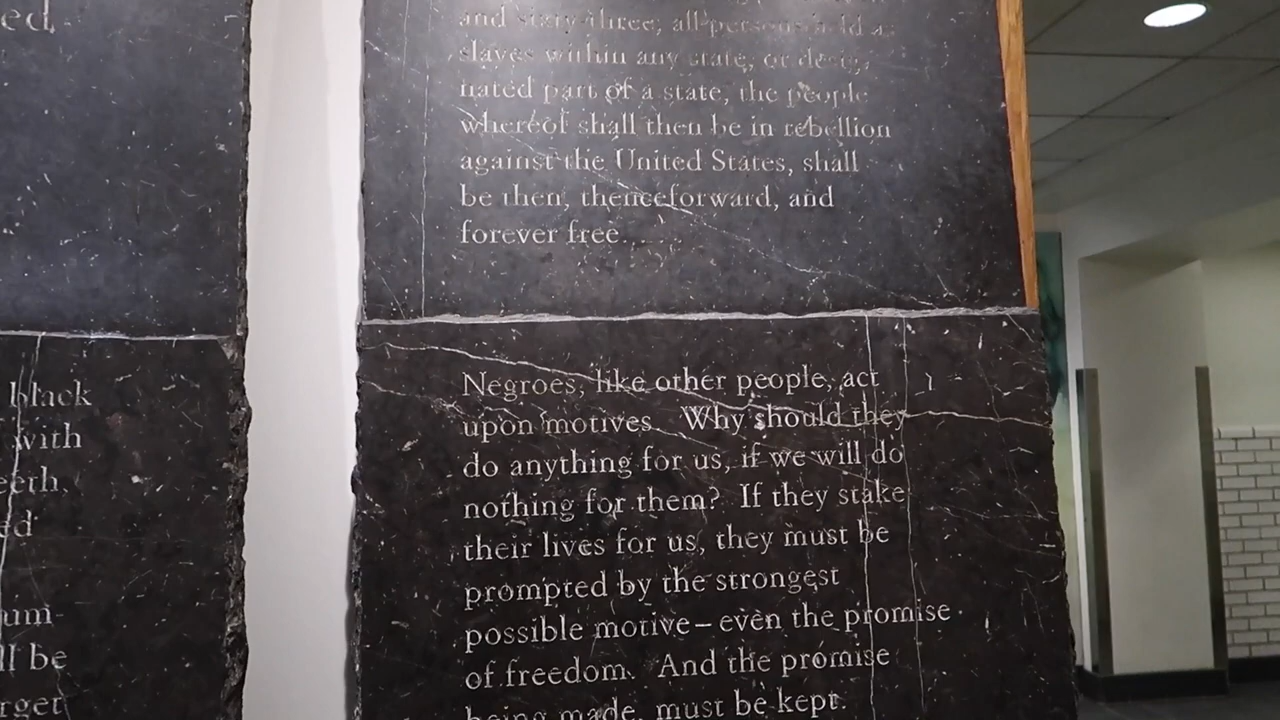 ed.
black
with
eeth,
ed
um-
ll be
rget
and sixty-three; all persons held as
slaves within any state, or desig-
nated part of a state, the people
whereof shall then be in rebellion
against the United States, shall
be then, thenceforward, and
forever free...
Negroes, like other people, act
upon motives. Why should they
do anything for us, if we will do
nothing for them? If they stake
their lives for us, they must be
prompted by the strongest
possible motive–even the promise
of freedom. And the promise
being made, must be kept.